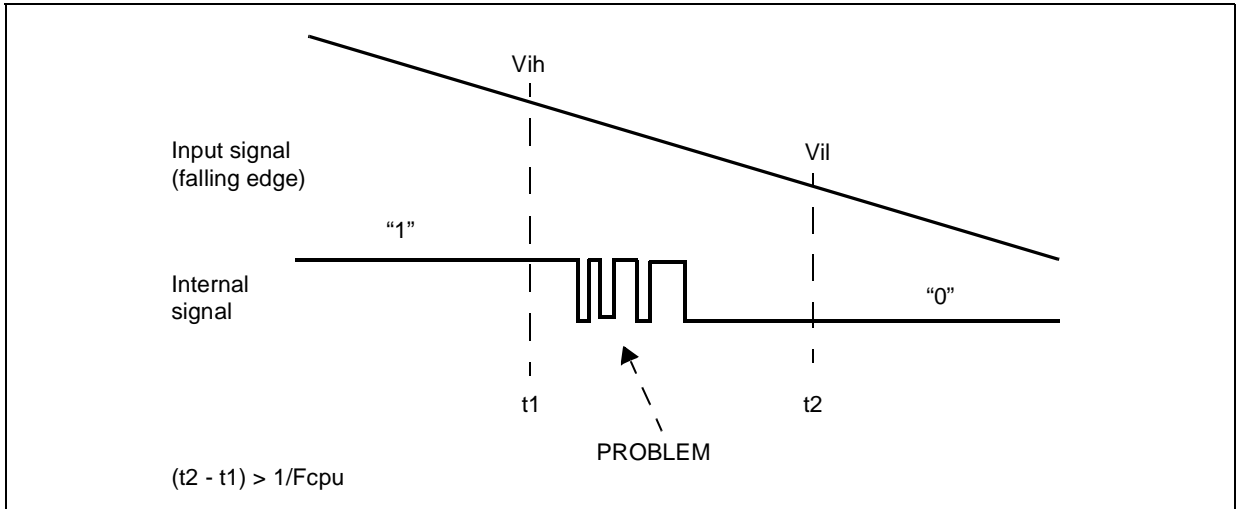 Vih
Input signal
(falling edge)
Vil
“1”
Internal
signal
“0”
t1
t2
PROBLEM
(t2 - t1) > 1/Fcpu